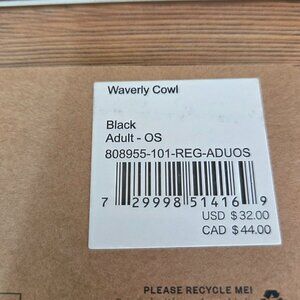 Waverly Cowl
Black
Adult - OS
808955-101-REG-ADUOS
7 29998 51416 9
USD $ 32.00
CAD $ 44.00
PLEASE RECYCLE ME!